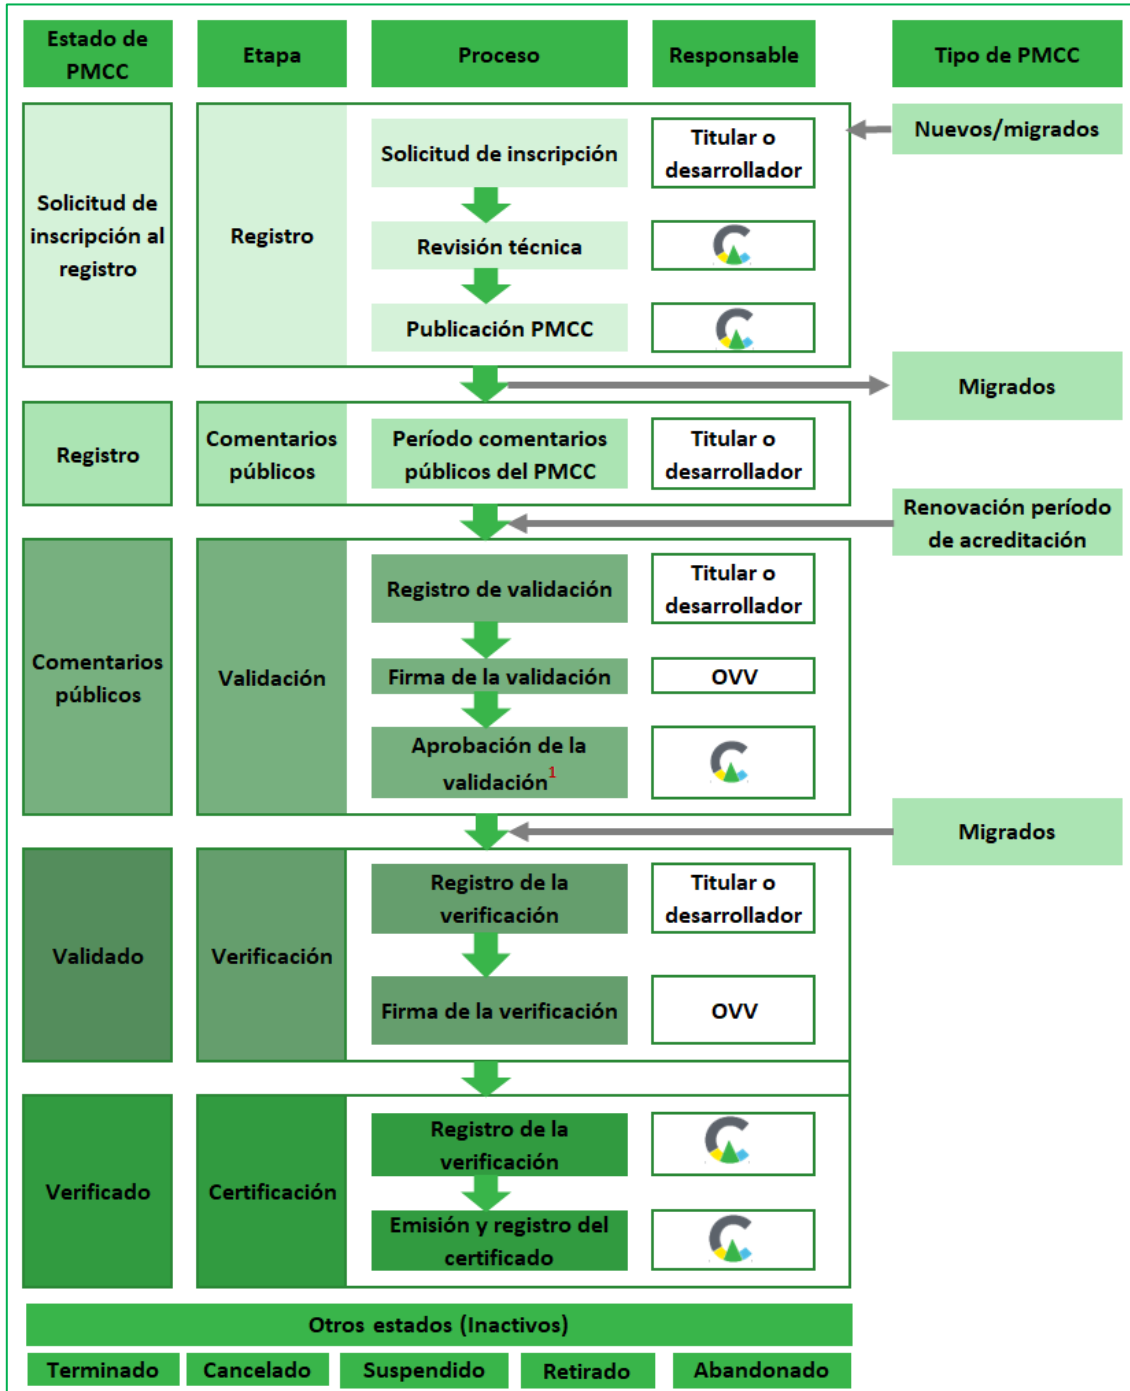 Estado de
PMCC
Etapa
Proceso
Responsable
Tipo de PMCC
Solicitud de
inscripción al
registro
Registro
Solicitud de inscripción
Titular o
desarrollador
Nuevos/migrados
Revisión técnica
Publicación PMCC
Migrados
Registro
Comentarios
públicos
Período comentarios
públicos del PMCC
Titular o
desarrollador
Renovación período
de acreditación
Comentarios
públicos
Validación
Registro de validación
Titular o
desarrollador
Firma de la validación
OVV
Aprobación de la
validación1
Migrados
Validado
Verificación
Registro de la
verificación
Titular o
desarrollador
Firma de la verificación
OVV
Verificado
Certificación
Registro de la
verificación
Emisión y registro del
certificado
Otros estados (Inactivos)
Terminado
Cancelado
Suspendido
Retirado
Abandonado